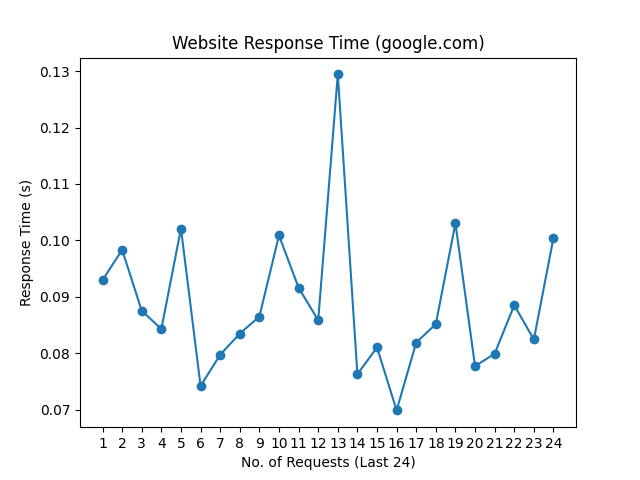 Website Response Time (google.com)
0.13
0.12
0.11
0.10
0.09
0.08
0.07
Response Time (s)
1 2 3 4 5 6 7 8 9 10 11 12 13 14 15 16 17 18 19 20 21 22 23 24
No. of Requests (Last 24)